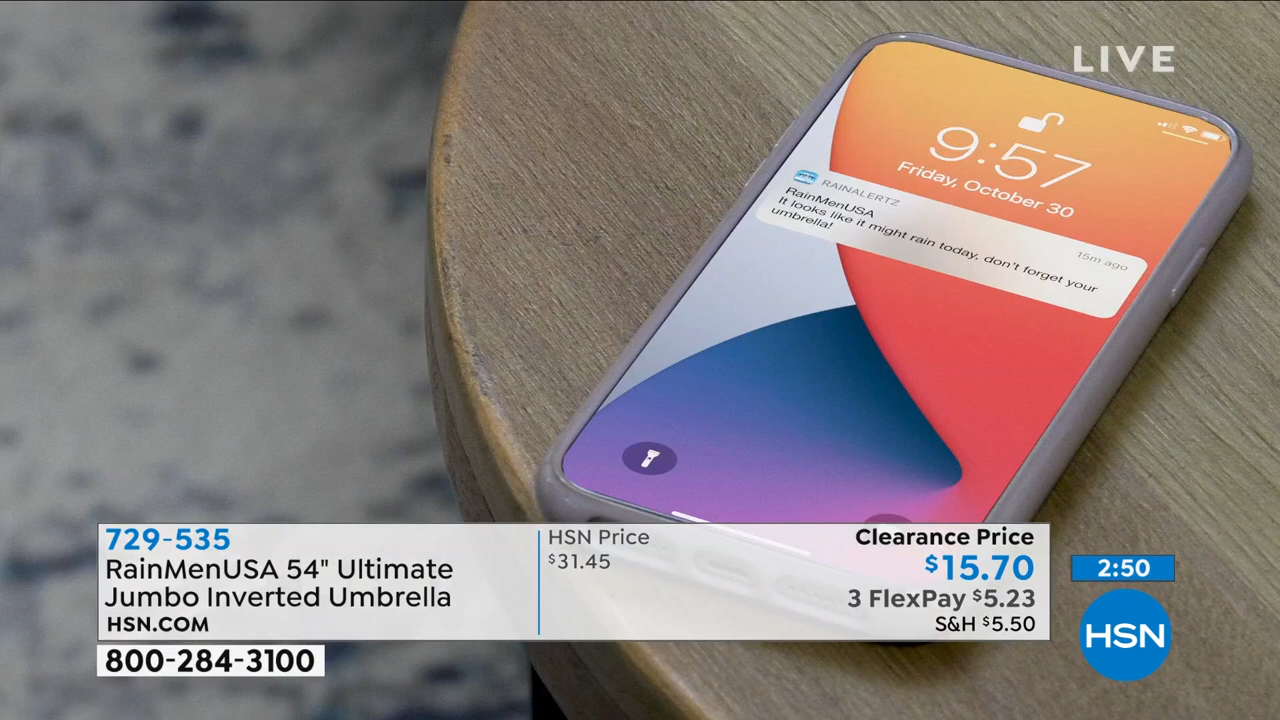 LIVE
9:57
Friday, October 30
RAINALERTZ
15m ago
RainMenUSA
It looks like it might rain today, don't forget your
umbrella!
729-535
RainMenUSA 54" Ultimate
Jumbo Inverted Umbrella
HSN.COM
800-284-3100
HSN Price
$31.45
Clearance Price
$15.70
3 FlexPay $5.23
S&H $5.50
2:50
HSN